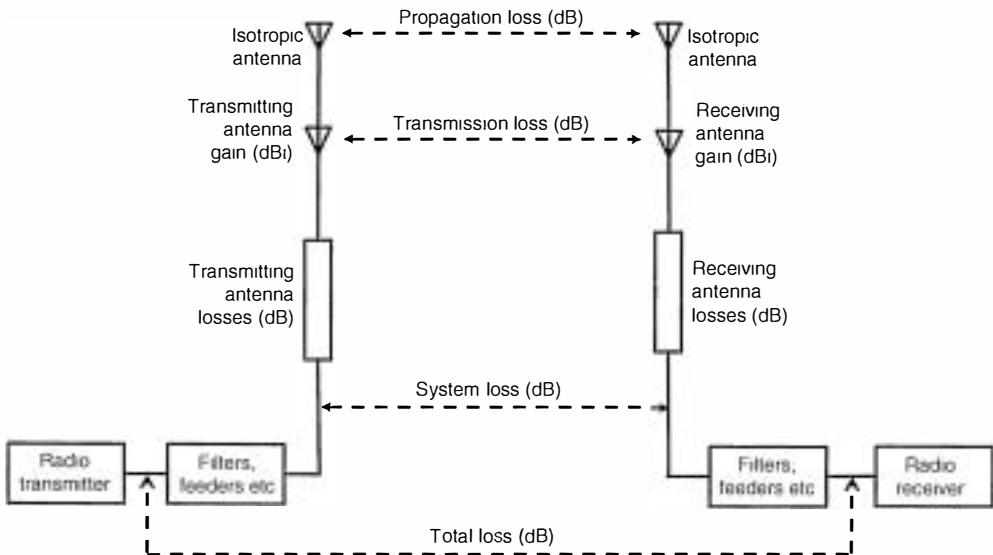 Propagation loss (dB)
Isotropic
antenna
Isotropic
antenna
Transmitting
antenna
gain (dBi)
Transmission loss (dB)
Receiving
antenna
gain (dBi)
Transmitting
antenna
losses (dB)
Receiving
antenna
losses (dB)
System loss (dB)
Radio
transmitter
Filters,
feeders etc
Filters,
feeders etc
Radio
receiver
Total loss (dB)